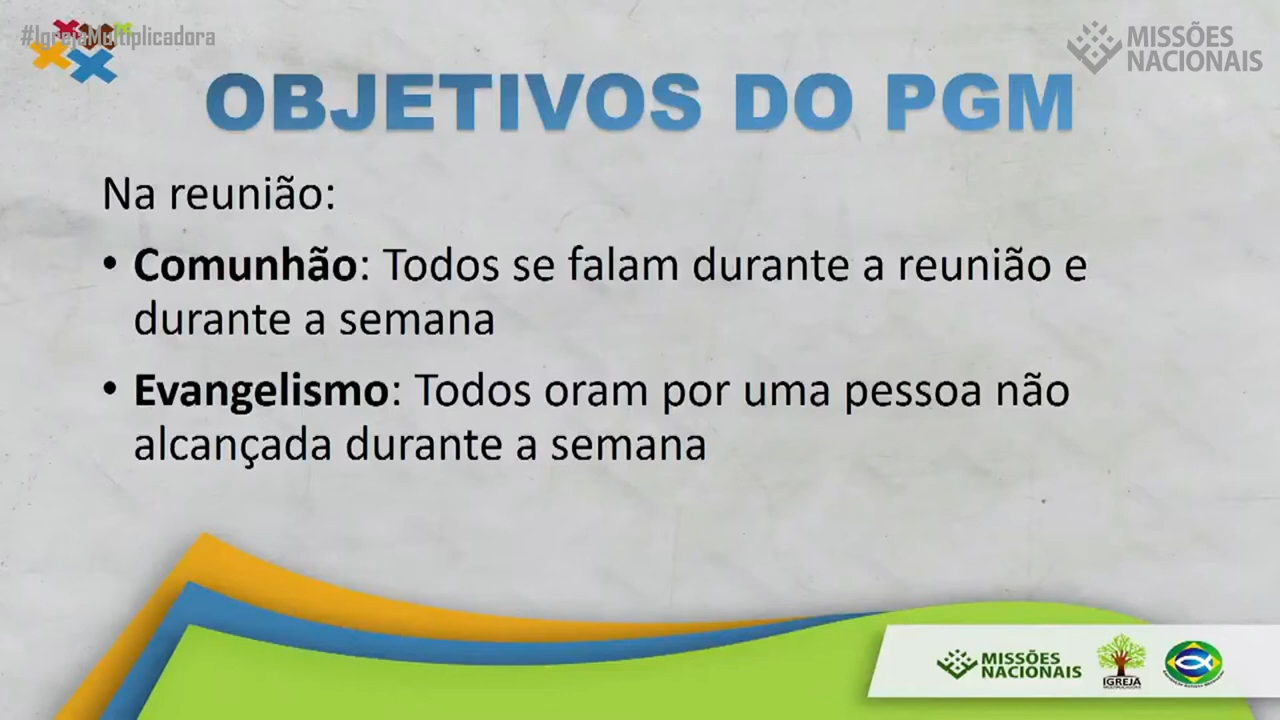 #IgrejaMultiplicadora
MISSÕES
NACIONAIS
OBJETIVOS DO PGM
Na reunião:
• Comunhão: Todos se falam durante a reunião e
durante a semana
• Evangelismo: Todos oram por uma pessoa não
alcançada durante a semana
MISSÕES
NACIONAIS
IGREJA
MULTIPLICADORA